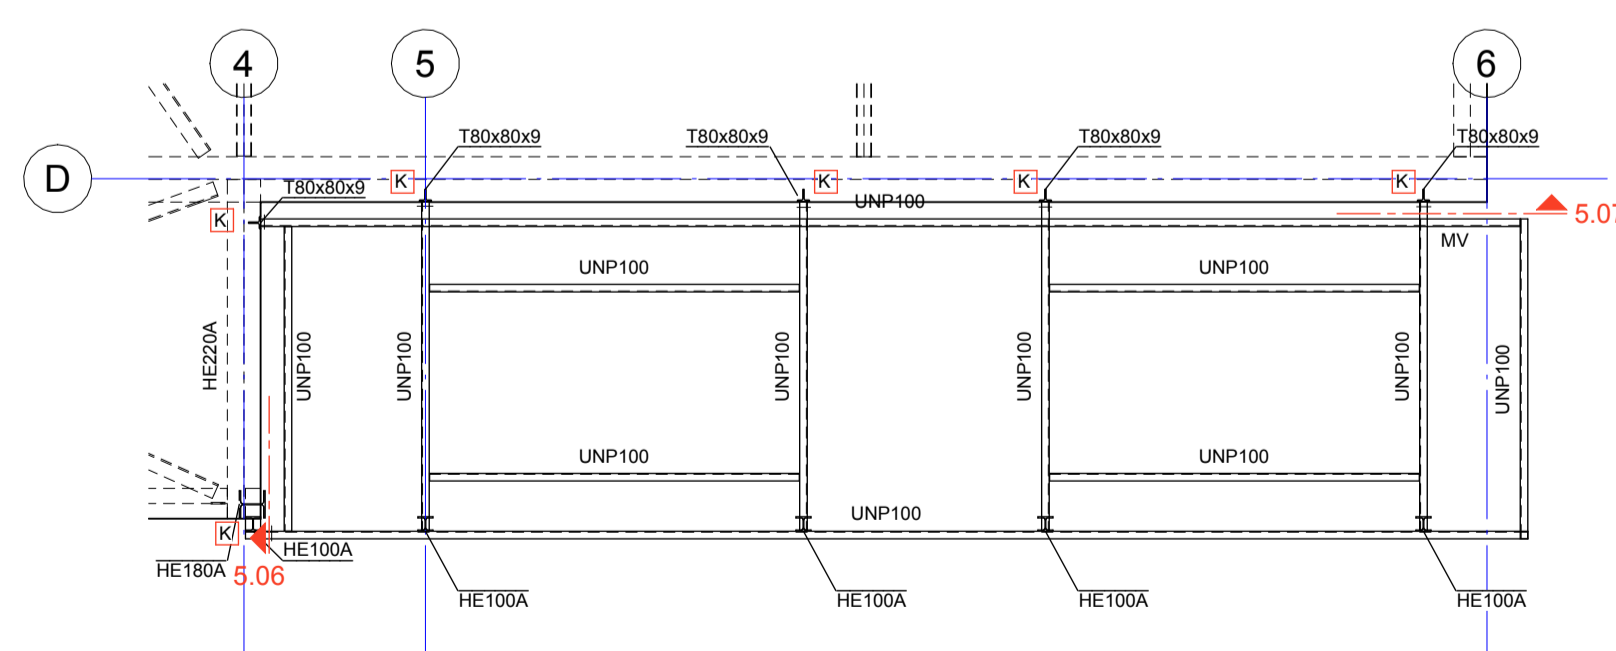 4
5
6
T80x80x9
T80x80x9
T80x80x9
T80x80x9
D
K
K
K
K
T80x80x9
K
UNP100
5.07
MV
UNP100
UNP100
HE220A
UNP100
UNP100
UNP100
UNP100
UNP100
UNP100
UNP100
UNP100
UNP100
K
HE100A
HE180A
5.06
HE100A
HE100A
HE100A
HE100A